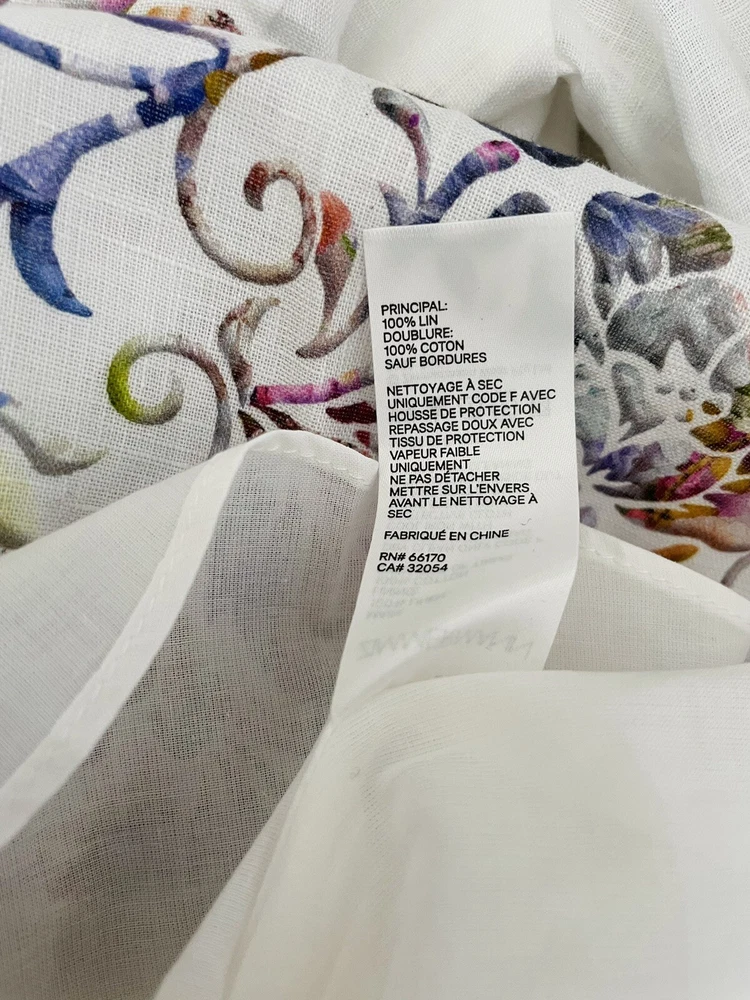 PRINCIPAL:
100% LIN
DOUBLURE:
100% COTON
SAUF BORDURES
NETTOYAGE À SEC
UNIQUEMENT CODE F AVEC
HOUSSE DE PROTECTION
REPASSAGE DOUX AVEC
TISSU DE PROTECTION
VAPEUR FAIBLE
UNIQUEMENT
NE PAS DÉTACHER
METTRE SUR L'ENVERS
AVANT LE NETTOYAGE À
SEC
FABRIQUÉ EN CHINE
RN# 66170
CA# 32054